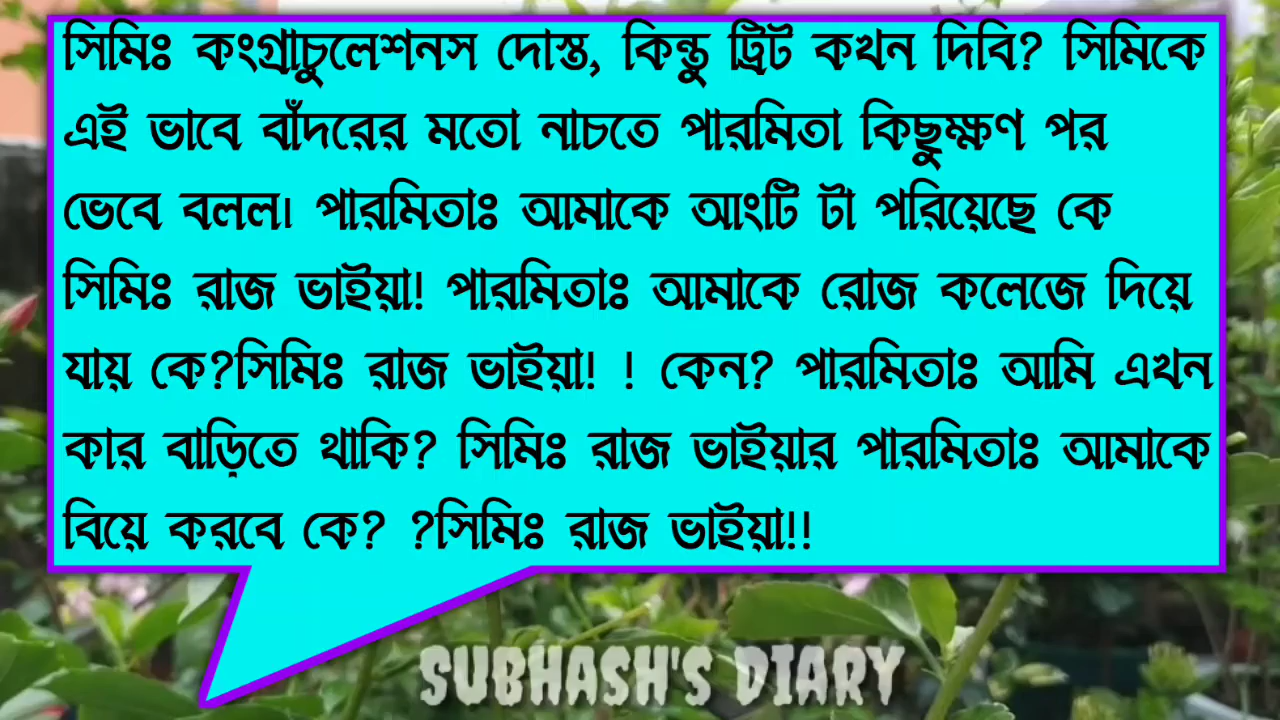 সিমিঃ কংগ্রাচুলেশনস দোস্ত, কিন্তু ট্রিট কখন দিবি? সিমিকে
এই ভাবে বাঁদরের মতো নাচতে পারমিতা কিছুক্ষণ পর
ভেবে বলল। পারমিতাঃ আমাকে আংটি টা পরিয়েছে কে
সিমিঃ রাজ ভাইয়া! পারমিতাঃ আমাকে রোজ কলেজে দিয়ে
যায় কে?সিমিঃ রাজ ভাইয়া! ! কেন? পারমিতাঃ আমি এখন
কার বাড়িতে থাকি? সিমিঃ রাজ ভাইয়ার পারমিতাঃ আমাকে
বিয়ে করবে কে? ?সিমিঃ রাজ ভাইয়া!!
SUBHASH'S DIARY